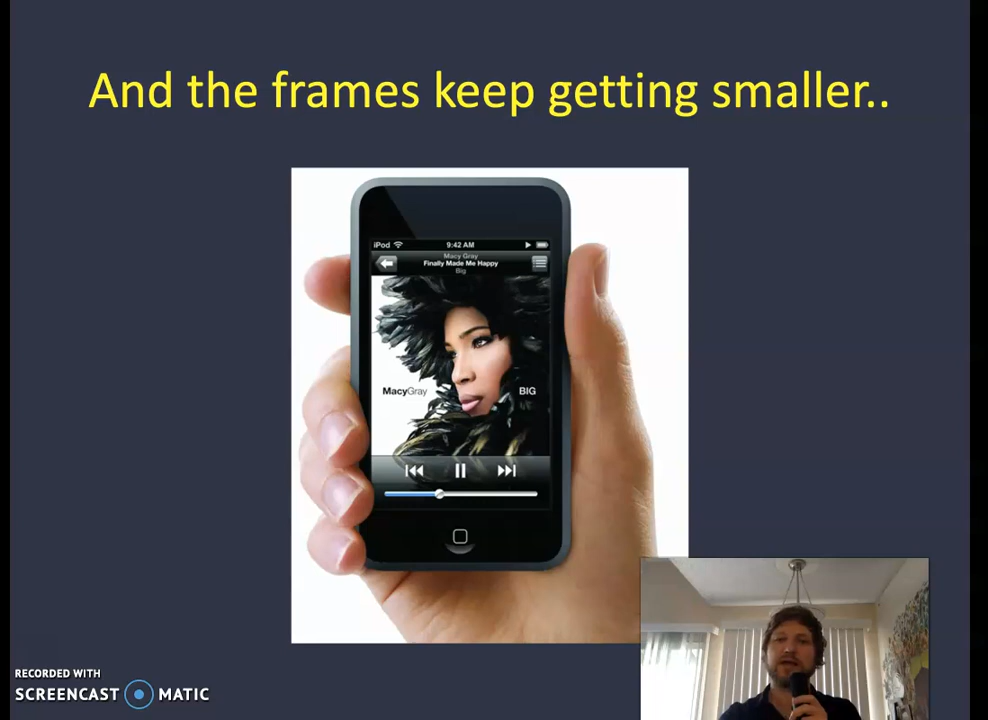 And the frames keep getting smaller..
iPod 9:42 AM
Macy Gray
Finally Made Me Happy
Big
MacyGray BIG
RECORDED WITH
SCREENCAST MATIC